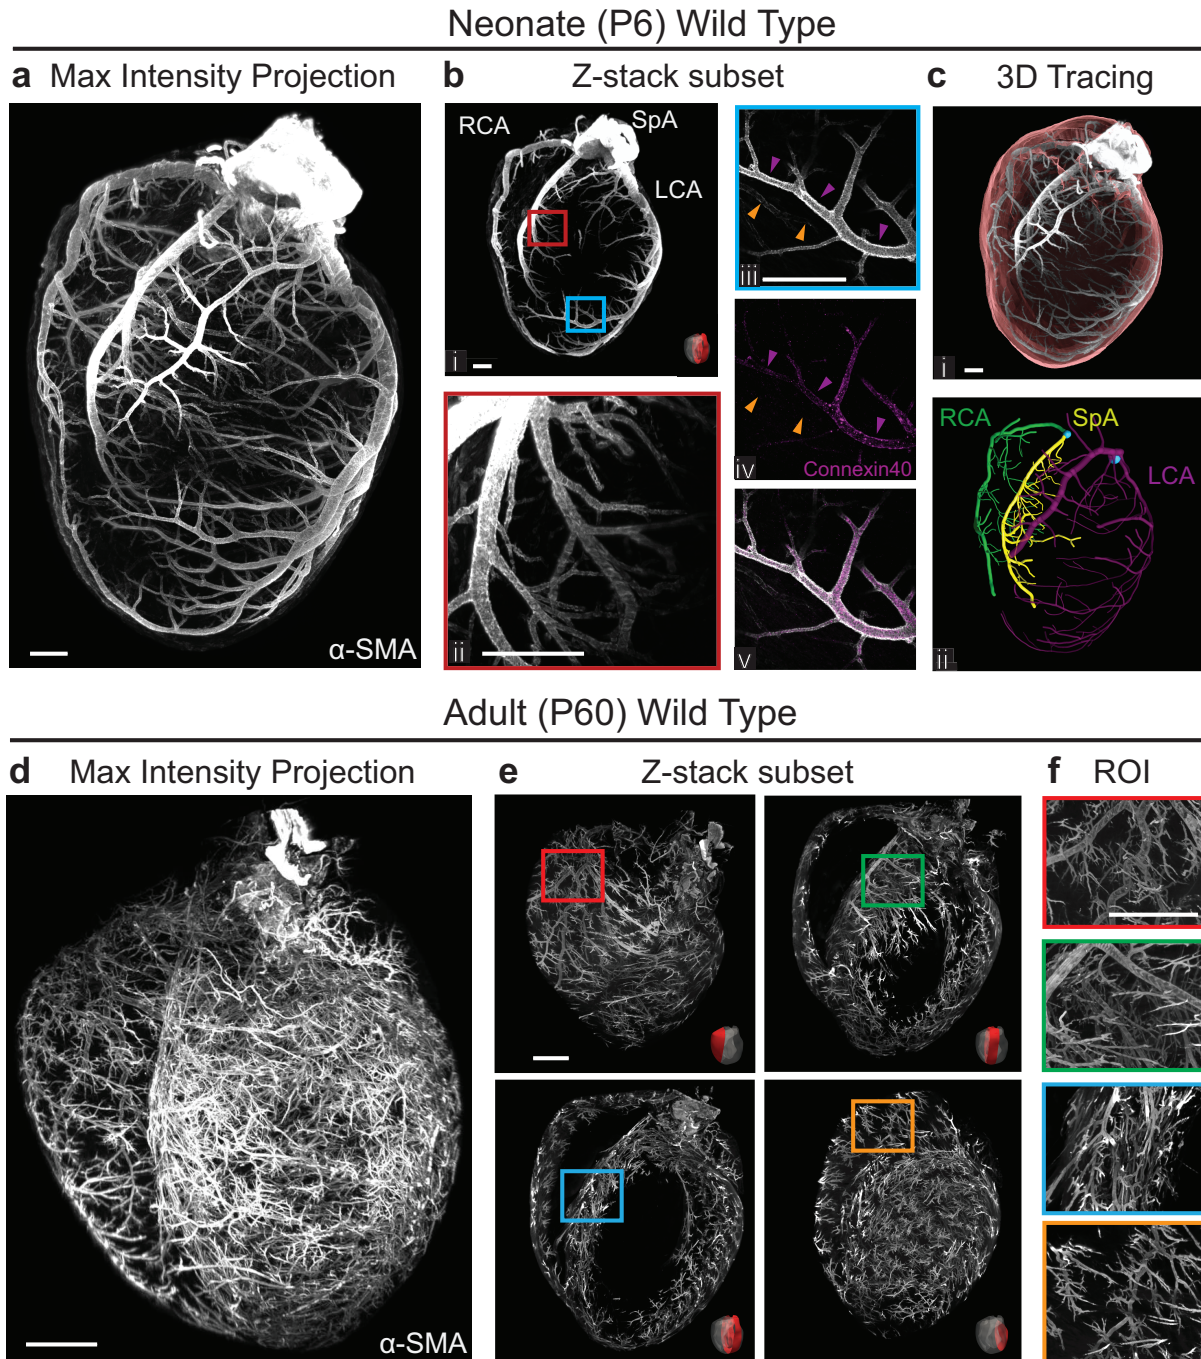 Neonate (P6) Wild Type
a Max Intensity Projection
b Z-stack subset
c 3D Tracing
α-SMA
RCA
SpA
LCA
i
ii
iii
iv
Connexin40
v
i
RCA
SpA
LCA
ii
Adult (P60) Wild Type
d Max Intensity Projection
e Z-stack subset
f ROI
α-SMA